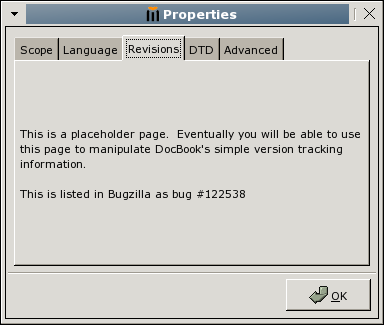 Properties
Scope Language Revisions DTD Advanced
This is a placeholder page. Eventually you will be able to use
this page to manipulate DocBook's simple version tracking
information.
This is listed in Bugzilla as bug #122538
OK